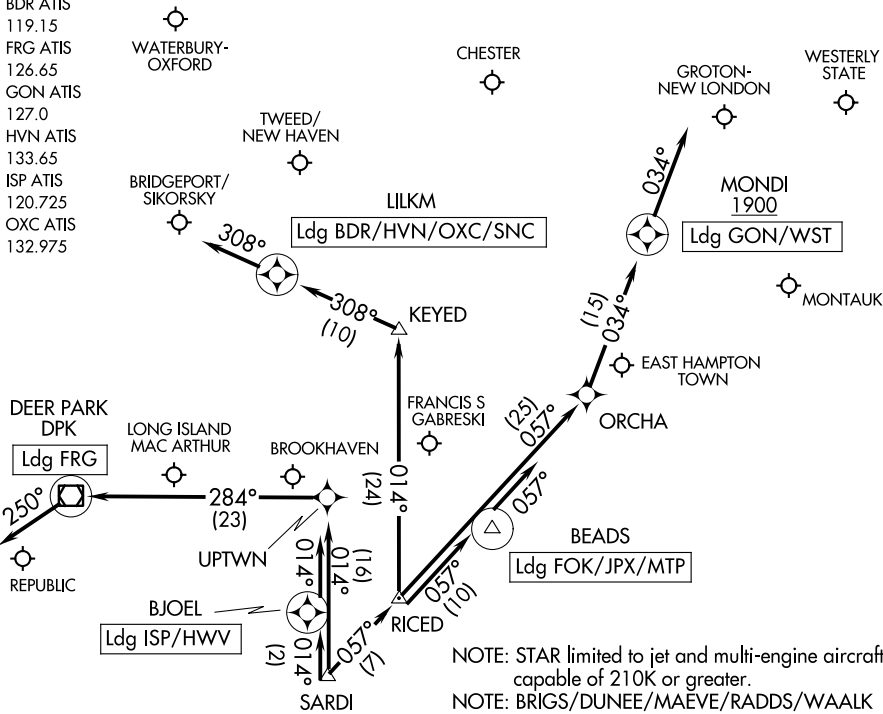 BDR ATIS
119.15
FRG ATIS
126.65
GON ATIS
127.0
HVN ATIS
133.65
ISP ATIS
120.725
OXC ATIS
132.975
WATERBURY-
OXFORD
CHESTER
WESTERLY
STATE
GROTON-
NEW LONDON
TWEED/
NEW HAVEN
BRIDGEPORT/
SIKORSKY
034°
MONDI
1900
Ldg GON/WST
LILKM
Ldg BDR/HVN/OXC/SNC
308°
308°
(10)
KEYED
(15)
034°
MONTAUK
EAST HAMPTON
TOWN
ORCHA
FRANCIS S
GABRESKI
(25)
057°
DEER PARK
DPK
Ldg FRG
LONG ISLAND
MAC ARTHUR
BROOKHAVEN
014°
(24)
057°
250°
284°
(23)
UPTWN
REPUBLIC
014°
014°
(16)
BEADS
Ldg FOK/JPX/MTP
057°
(10)
BJOEL
Ldg ISP/HWV
RICED
014°
(2)
057°
(7)
SARDI
NOTE: STAR limited to jet and multi-engine aircraft
capable of 210K or greater.
NOTE: BRIGS/DUNEE/MAEVE/RADDS/WAALK